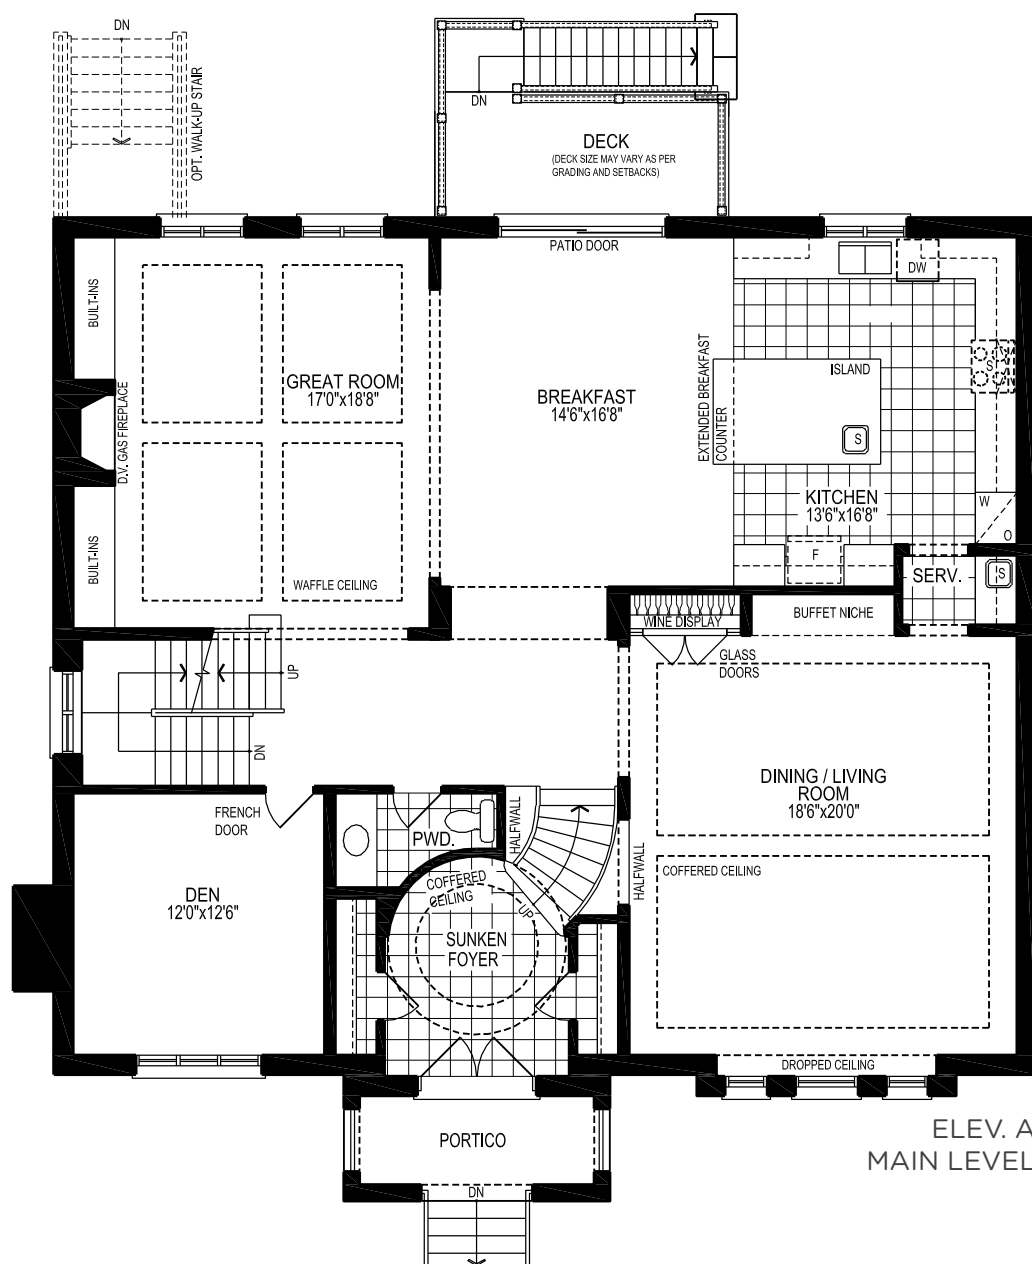 DN
OPT. WALK-UP STAIR
DN
DECK
(DECK SIZE MAY VARY AS PER
GRADING AND SETBACKS)
PATIO DOOR
DW
BUILT-INS
D.V. GAS FIREPLACE
BUILT-INS
GREAT ROOM
17'0"x18'8"
WAFFLE CEILING
BREAKFAST
14'6"x16'8"
EXTENDED BREAKFAST
COUNTER
ISLAND
S
S
KITCHEN
13'6"x16'8"
W
O
F
SERV.
S
WINE DISPLAY
BUFFET NICHE
GLASS
DOORS
UP
DN
FRENCH
DOOR
PWD.
HALFWALL
HALFWALL
DINING / LIVING
ROOM
18'6"x20'0"
COFFERED CEILING
DEN
12'0"x12'6"
COFFERED
CEILING
UP
SUNKEN
FOYER
DROPPED CEILING
PORTICO
DN
ELEV. A
MAIN LEVEL